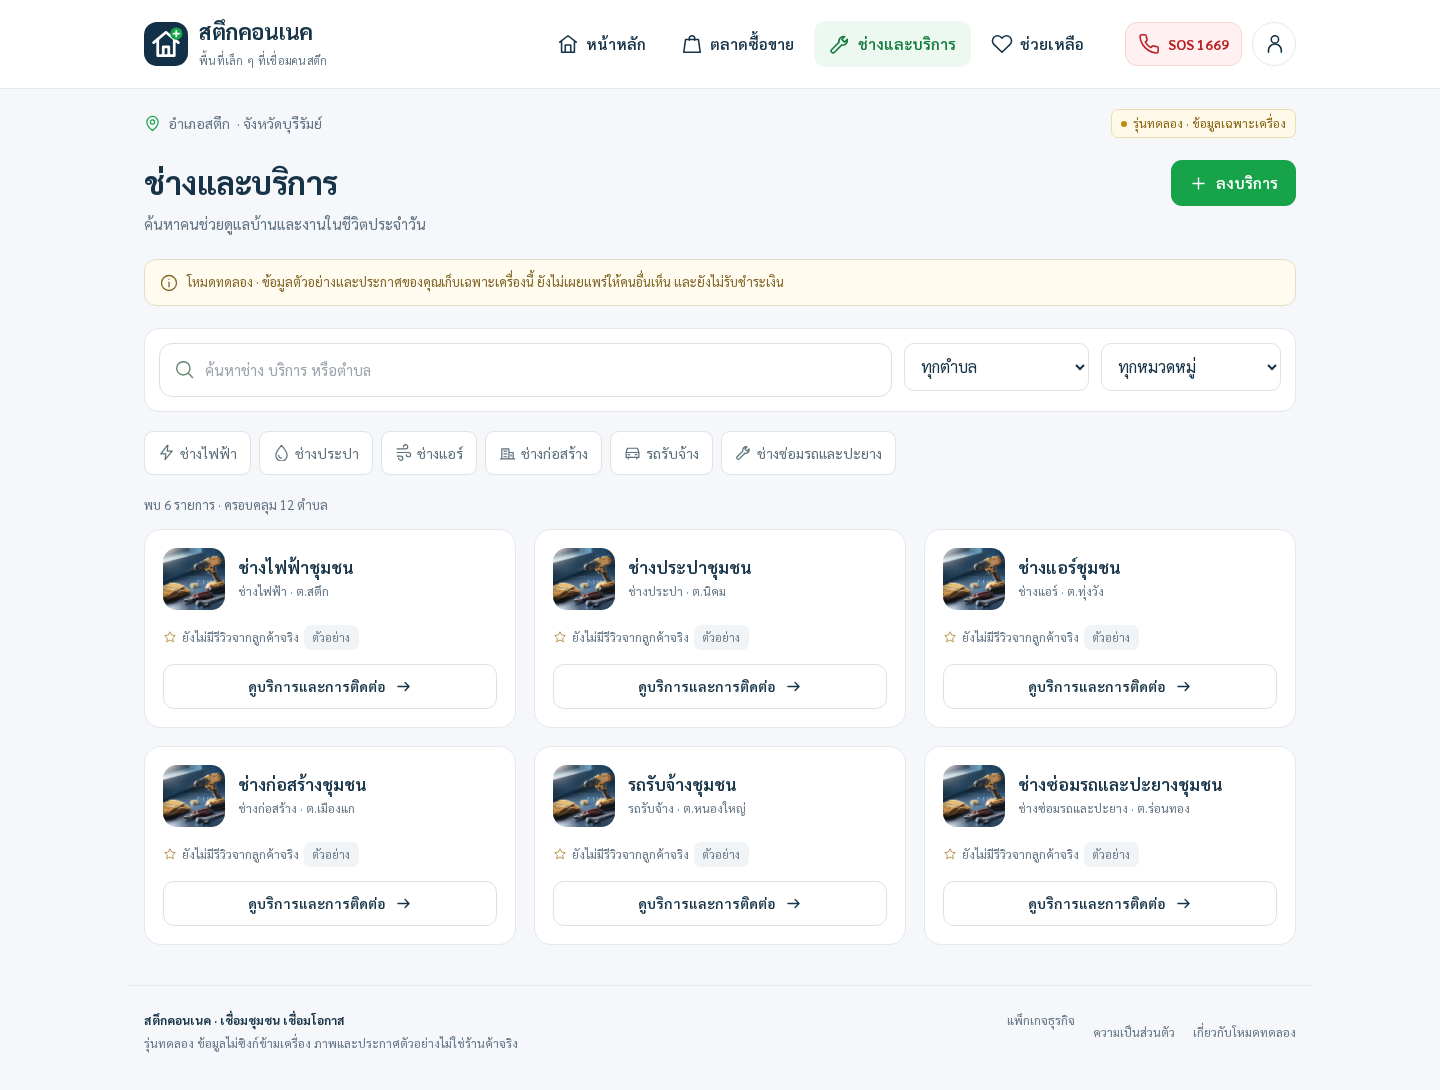 สตึกคอนเนค
พื้นที่เล็ก ๆ ที่เชื่อมคนสตึก
หน้าหลัก
ตลาดซื้อขาย
ช่างและบริการ
ช่วยเหลือ
SOS 1669
อำเภอสตึก · จังหวัดบุรีรัมย์
รุ่นทดลอง · ข้อมูลเฉพาะเครื่อง
ช่างและบริการ
ลงบริการ
ค้นหาคนช่วยดูแลบ้านและงานในชีวิตประจำวัน
โหมดทดลอง · ข้อมูลตัวอย่างและประกาศของคุณเก็บเฉพาะเครื่องนี้ ยังไม่เผยแพร่ให้คนอื่นเห็น และยังไม่รับชำระเงิน
ค้นหาช่าง บริการ หรือตำบล
ทุกตำบล
ทุกหมวดหมู่
ช่างไฟฟ้า
ช่างประปา
ช่างแอร์
ช่างก่อสร้าง
รถรับจ้าง
ช่างซ่อมรถและปะยาง
พบ 6 รายการ · ครอบคลุม 12 ตำบล
ช่างไฟฟ้าชุมชน
ช่างไฟฟ้า · ต.สตึก
ยังไม่มีรีวิวจากลูกค้าจริง ตัวอย่าง
ดูบริการและการติดต่อ →
ช่างประปาชุมชน
ช่างประปา · ต.นิคม
ยังไม่มีรีวิวจากลูกค้าจริง ตัวอย่าง
ดูบริการและการติดต่อ →
ช่างแอร์ชุมชน
ช่างแอร์ · ต.ทุ่งวัง
ยังไม่มีรีวิวจากลูกค้าจริง ตัวอย่าง
ดูบริการและการติดต่อ →
ช่างก่อสร้างชุมชน
ช่างก่อสร้าง · ต.เมืองแก
ยังไม่มีรีวิวจากลูกค้าจริง ตัวอย่าง
ดูบริการและการติดต่อ →
รถรับจ้างชุมชน
รถรับจ้าง · ต.หนองใหญ่
ยังไม่มีรีวิวจากลูกค้าจริง ตัวอย่าง
ดูบริการและการติดต่อ →
ช่างซ่อมรถและปะยางชุมชน
ช่างซ่อมรถและปะยาง · ต.ร่อนทอง
ยังไม่มีรีวิวจากลูกค้าจริง ตัวอย่าง
ดูบริการและการติดต่อ →
สตึกคอนเนค · เชื่อมชุมชน เชื่อมโอกาส
รุ่นทดลอง ข้อมูลไม่ซิงก์ข้ามเครื่อง ภาพและประกาศตัวอย่างไม่ใช่ร้านค้าจริง
แพ็กเกจธุรกิจ
ความเป็นส่วนตัว
เกี่ยวกับโหมดทดลอง